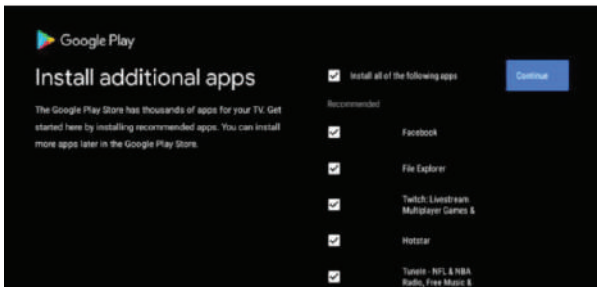 Google Play
Install additional apps
The Google Play Store has thousands of apps for your TV. Get
started here by installing recommended apps. You can install
more apps later in the Google Play Store.
Install all of the following apps
Continue
Recommended
Facebook
File Explorer
Twitch: Livestream
Multiplayer Games &
Hotstar
TuneIn - NFL & NBA
Radio, Free Music &